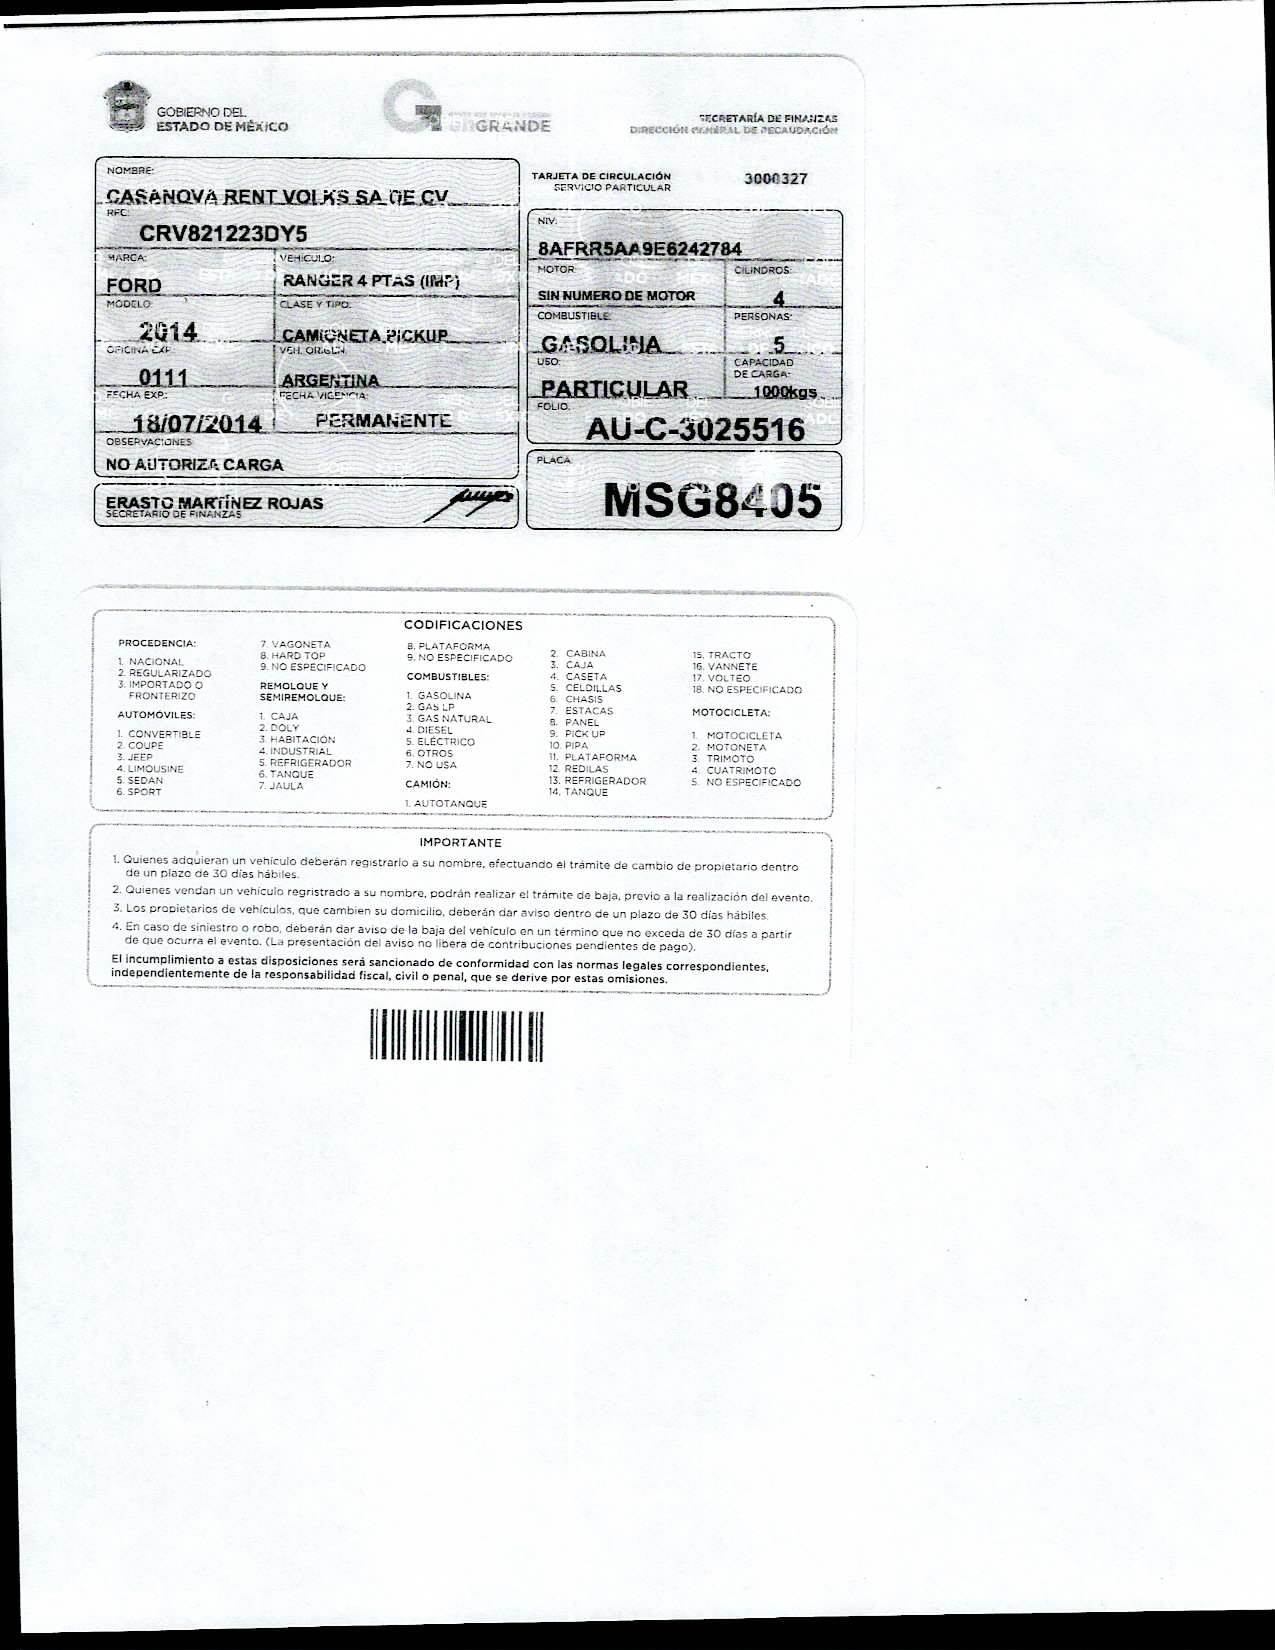 GOBIERNO DEL
ESTADO DE MÉXICO
GRANDE
SECRETARÍA DE FINANZAS
DIRECCIÓN GENERAL DE RECAUDACIÓN
TARJETA DE CIRCULACIÓN
SERVICIO PARTICULAR
3000327
NOMBRE:
CASANOVA RENT VOLKS SA DE CV
RFC:
CRV821223DY5
MARCA:
FORD
VEHICULO:
RANGER 4 PTAS (IMP)
MODELO:
2014
CLASE Y TIPO:
CAMIONETA PICKUP
OFICINA EXP:
0111
VEH. ORIGEN:
ARGENTINA
FECHA EXP.:
18/07/2014
FECHA VIGENCIA:
PERMANENTE
OBSERVACIONES
NO AUTORIZA CARGA
ERASTO MARTÍNEZ ROJAS
SECRETARIO DE FINANZAS
NIV:
8AFRR5AA9E6242784
MOTOR:
SIN NUMERO DE MOTOR
CILINDROS:
4
COMBUSTIBLE:
GASOLINA
PERSONAS:
5
USO:
PARTICULAR
CAPACIDAD
DE CARGA:
1000kgs
FOLIO:
AU-C-3025516
PLACA
MSG8405
CODIFICACIONES
PROCEDENCIA:
1. NACIONAL
2. REGULARIZADO
3. IMPORTADO O
FRONTERIZO
AUTOMÓVILES:
1. CONVERTIBLE
2. COUPE
3. JEEP
4. LIMOUSINE
5. SEDAN
6. SPORT
7. VAGONETA
8. HARD TOP
9. NO ESPECIFICADO
REMOLQUE Y
SEMIREMOLQUE:
1. CAJA
2. DOLY
3. HABITACIÓN
4. INDUSTRIAL
5. REFRIGERADOR
6. TANQUE
7. JAULA
8. PLATAFORMA
9. NO ESPECIFICADO
COMBUSTIBLES:
1. GASOLINA
2. GAS LP
3. GAS NATURAL
4. DIESEL
5. ELÉCTRICO
6. OTROS
7. NO USA
CAMIÓN:
1. AUTOTANQUE
2. CABINA
3. CAJA
4. CASETA
5. CELDILLAS
6. CHASIS
7. ESTACAS
8. PANEL
9. PICK UP
10. PIPA
11. PLATAFORMA
12. REDILAS
13. REFRIGERADOR
14. TANQUE
15. TRACTO
16. VANNETE
17. VOLTEO
18. NO ESPECIFICADO
MOTOCICLETA:
1. MOTOCICLETA
2. MOTONETA
3. TRIMOTO
4. CUATRIMOTO
5. NO ESPECIFICADO
IMPORTANTE
1. Quienes adquieran un vehículo deberán registrarlo a su nombre, efectuando el trámite de cambio de propietario dentro
de un plazo de 30 días hábiles.
2. Quienes vendan un vehículo regristrado a su nombre, podrán realizar el trámite de baja, previo a la realización del evento.
3. Los propietarios de vehículos, que cambien su domicilio, deberán dar aviso dentro de un plazo de 30 días hábiles.
4. En caso de siniestro o robo, deberán dar aviso de la baja del vehículo en un término que no exceda de 30 días a partir
de que ocurra el evento. (La presentación del aviso no libera de contribuciones pendientes de pago).
El incumplimiento a estas disposiciones será sancionado de conformidad con las normas legales correspondientes,
independientemente de la responsabilidad fiscal, civil o penal, que se derive por estas omisiones.